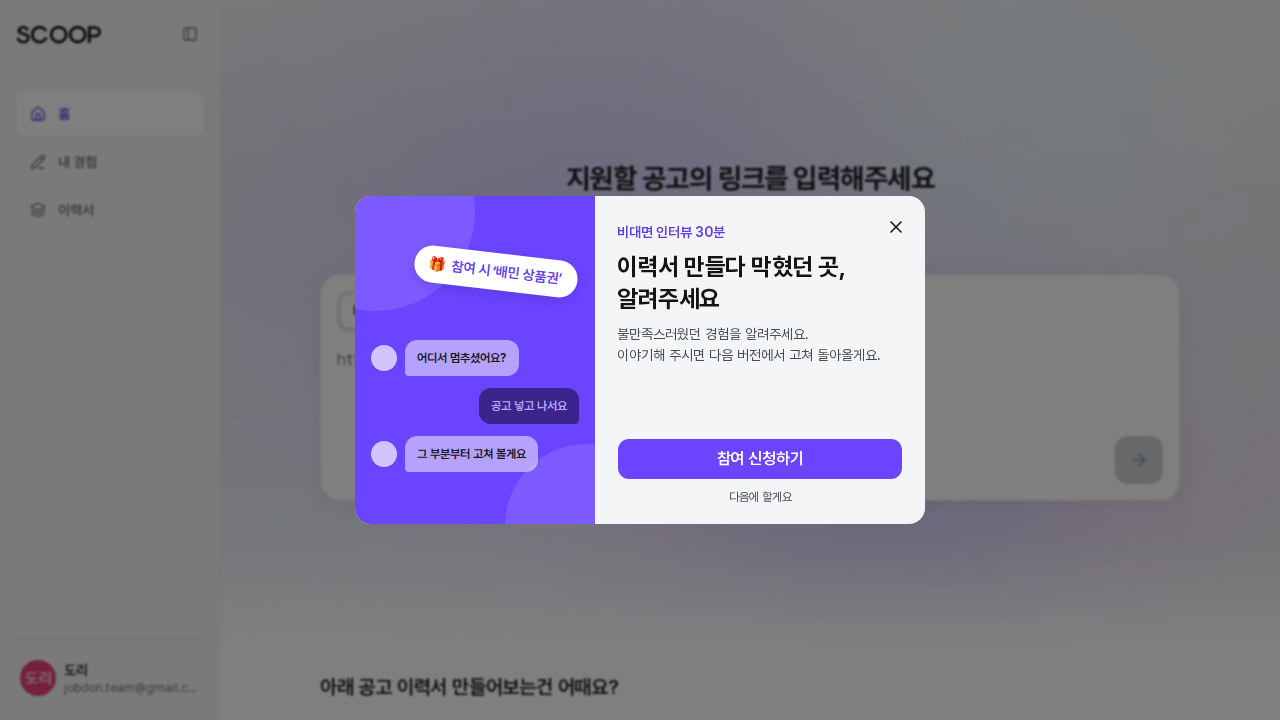 SCOOP
홈
내 경험
이력서
도리
도리
jobdori.team@gmail.c...
지원할 공고의 링크를 입력해주세요
htt
🎁 참여 시 ‘배민 상품권’
어디서 멈추셨어요?
공고 넣고 나서요
그 부분부터 고쳐 볼게요
비대면 인터뷰 30분
이력서 만들다 막혔던 곳,
알려주세요
불만족스러웠던 경험을 알려주세요.
이야기해 주시면 다음 버전에서 고쳐 돌아올게요.
참여 신청하기
다음에 할게요
아래 공고 이력서 만들어보는건 어때요?